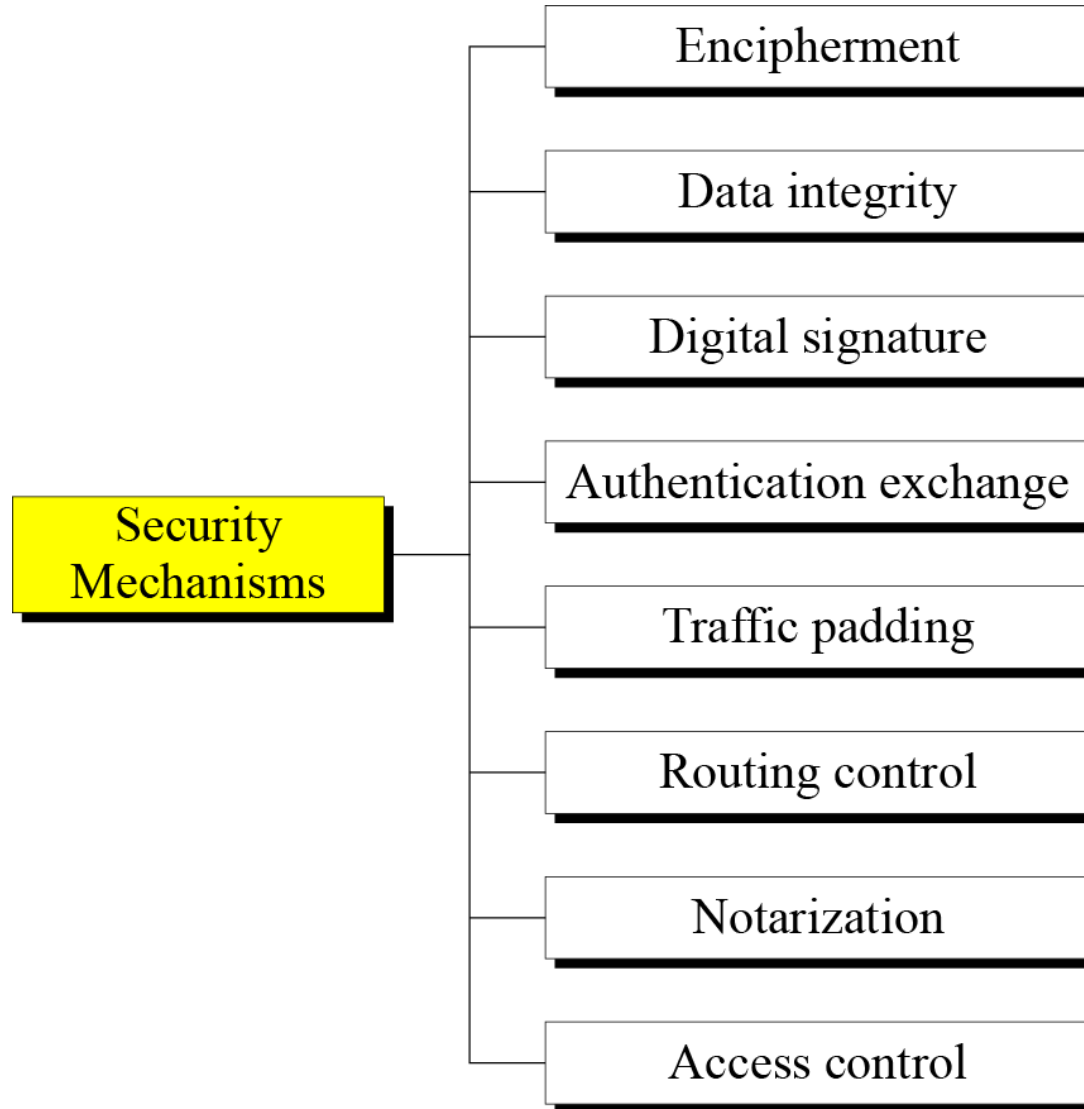 Encipherment
Data integrity
Digital signature
Authentication exchange
Security
Mechanisms
Traffic padding
Routing control
Notarization
Access control